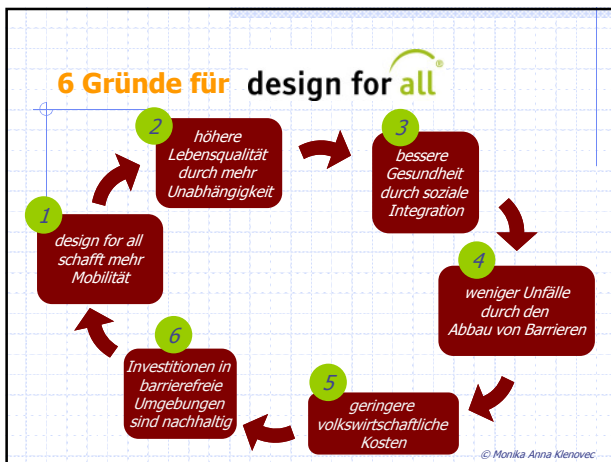 6 Gründe für design for all®
1
design for all
schafft mehr
Mobilität
2
höhere
Lebensqualität
durch mehr
Unabhängigkeit
3
bessere
Gesundheit
durch soziale
Integration
4
weniger Unfälle
durch den
Abbau von Barrieren
5
geringere
volkswirtschaftliche
Kosten
6
Investitionen in
barrierefreie
Umgebungen
sind nachhaltig
© Monika Anna Klenovec